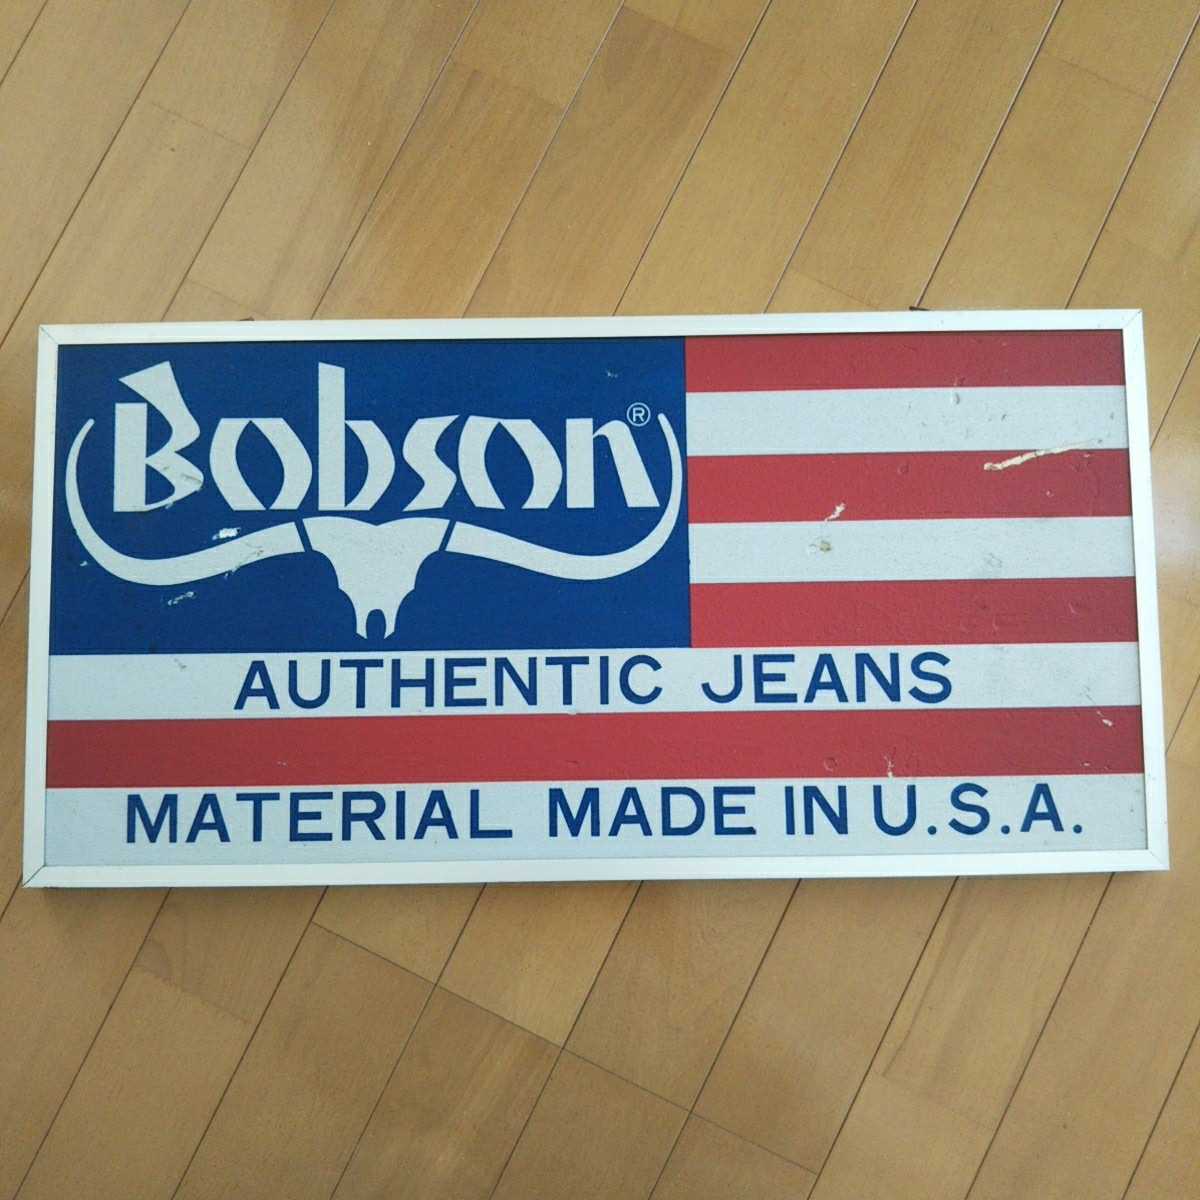 Bobson®
AUTHENTIC JEANS
MATERIAL MADE IN U.S.A.